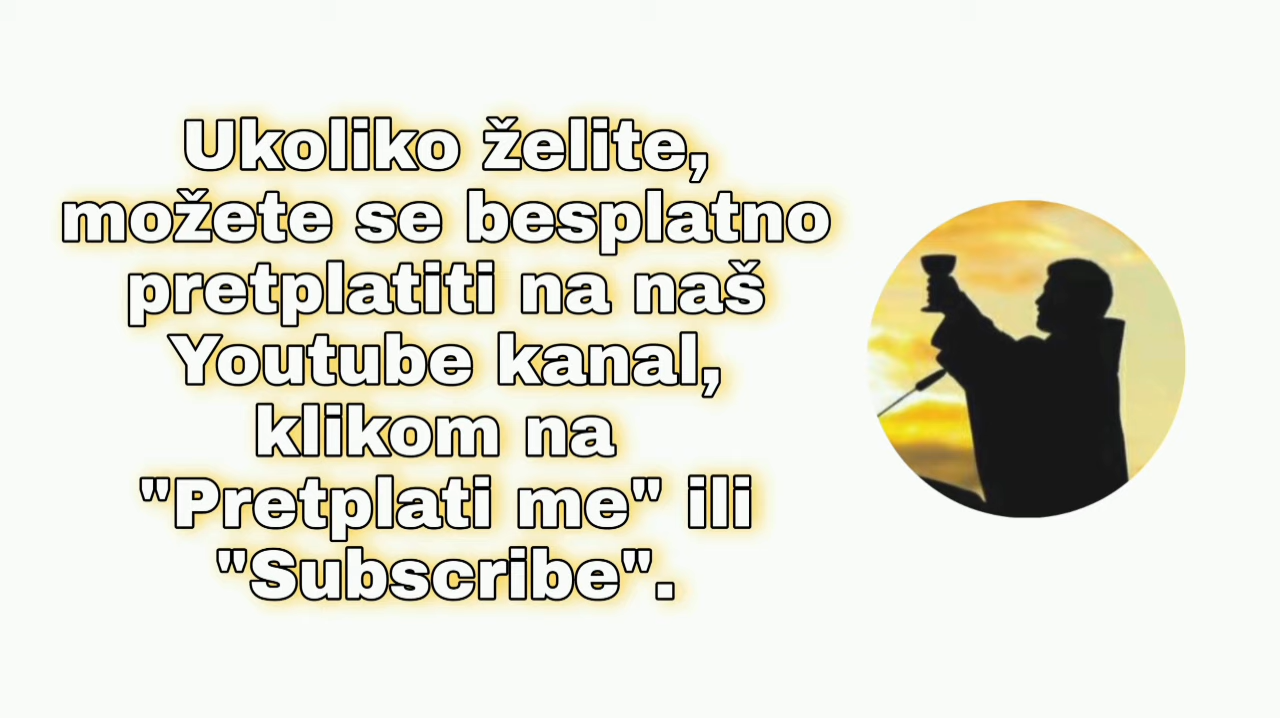 Ukoliko želite,
možete se besplatno
pretplatiti na naš
Youtube kanal,
klikom na
"Pretplati me" ili
"Subscribe".